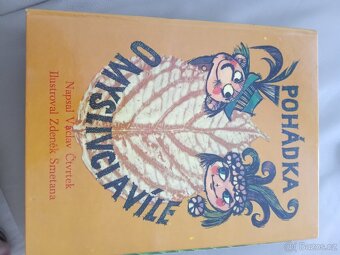 POHÁDKA
O MYSLIVCI A VÍLE
Napsal Václav Čtvrtek
Ilustroval Zdeněk Smetana